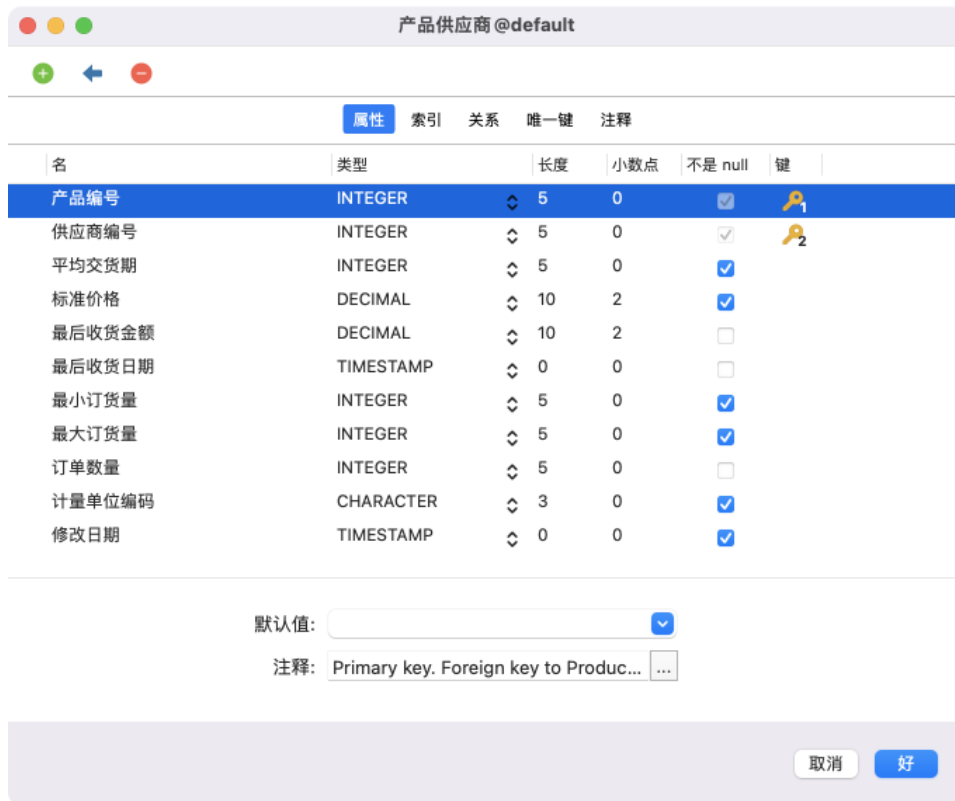 产品供应商@default
属性 索引 关系 唯一键 注释
名 类型 长度 小数点 不是 null 键
产品编号 INTEGER 5 0 1
供应商编号 INTEGER 5 0 2
平均交货期 INTEGER 5 0
标准价格 DECIMAL 10 2
最后收货金额 DECIMAL 10 2
最后收货日期 TIMESTAMP 0 0
最小订货量 INTEGER 5 0
最大订货量 INTEGER 5 0
订单数量 INTEGER 5 0
计量单位编码 CHARACTER 3 0
修改日期 TIMESTAMP 0 0
默认值:
注释: Primary key. Foreign key to Produc... ...
取消 好